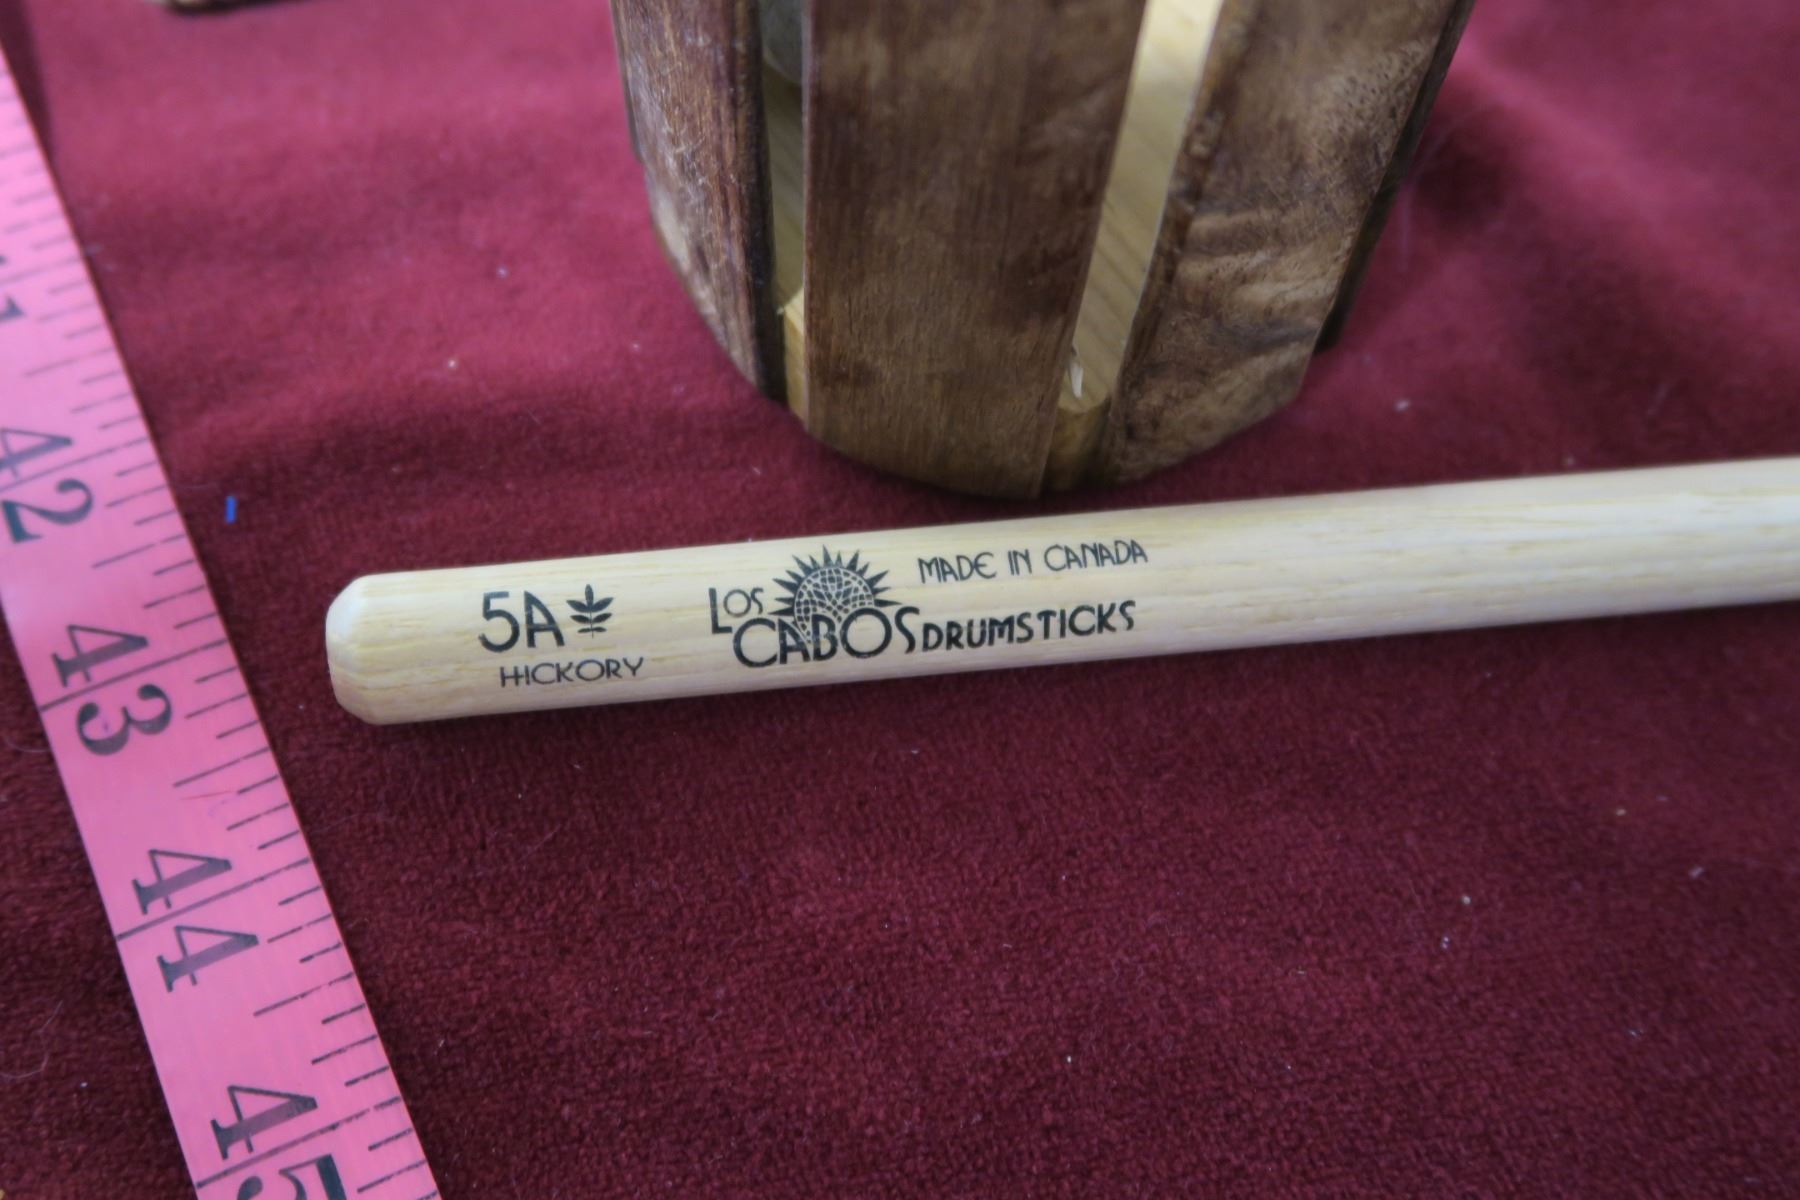 5A
HICKORY
LOS
CABOS DRUMSTICKS
MADE IN CANADA
42
43
44
45